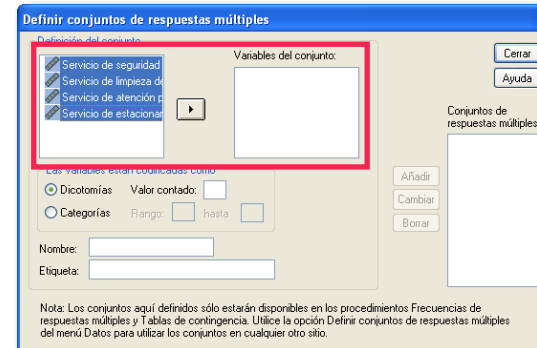 Definir conjuntos de respuestas múltiples
Definición del conjunto
Variables del conjunto:
Servicio de seguridad
Servicio de limpieza de
Servicio de atención p
Servicio de estacionar
Cerrar
Ayuda
Conjuntos de
respuestas múltiples
Las variables están codificadas como
Dicotomías Valor contado:
Categorías Rango: hasta
Añadir
Cambiar
Borrar
Nombre:
Etiqueta:
Nota: Los conjuntos aquí definidos sólo estarán disponibles en los procedimientos Frecuencias de
respuestas múltiples y Tablas de contingencia. Utilice la opción Definir conjuntos de respuestas múltiples
del menú Datos para utilizar los conjuntos en cualquier otro sitio.